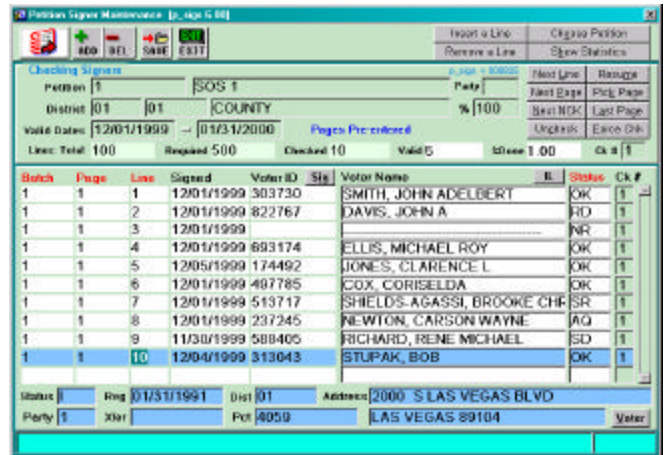 Petition Signer Maintenance [p_sign 5.00]
ADD DEL SAVE EXIT
Insert a Line Choose Petition
Remove a Line Show Statistics
Checking Signers
Petition 1 SOS 1 Party Next Line Resume
Next Page Pick Page
District 01 01 COUNTY % 100 Next NOK Last Page
Valid Dates 12/01/1999 – 01/31/2000 Pages Pre-entered Uncheck Force Chk
Lines: Total 100 Required 500 Checked 10 Valid 5 %Done 1.00 Ck # 1
Batch Page Line Signed Voter ID Sig Voter Name Status Ck #
1 1 1 12/01/1999 303730 SMITH, JOHN ADELBERT OK 1
1 1 2 12/01/1999 822767 DAVIS, JOHN A RD 1
1 1 3 12/01/1999 NR 1
1 1 4 12/01/1999 693174 ELLIS, MICHAEL ROY OK 1
1 1 5 12/05/1999 174492 JONES, CLARENCE L OK 1
1 1 6 12/01/1999 497785 COX, CORISELDA OK 1
1 1 7 12/01/1999 513717 SHIELDS-AGASSI, BROOKE CHR SR 1
1 1 8 12/01/1999 237245 NEWTON, CARSON WAYNE AQ 1
1 1 9 11/30/1999 588405 RICHARD, RENE MICHAEL SD 1
1 1 10 12/04/1999 313043 STUPAK, BOB OK 1
Status I Reg 01/31/1991 Dist 01 Address 2000 S LAS VEGAS BLVD
Party 1 Xfer Pct 4059 LAS VEGAS 89104 Voter